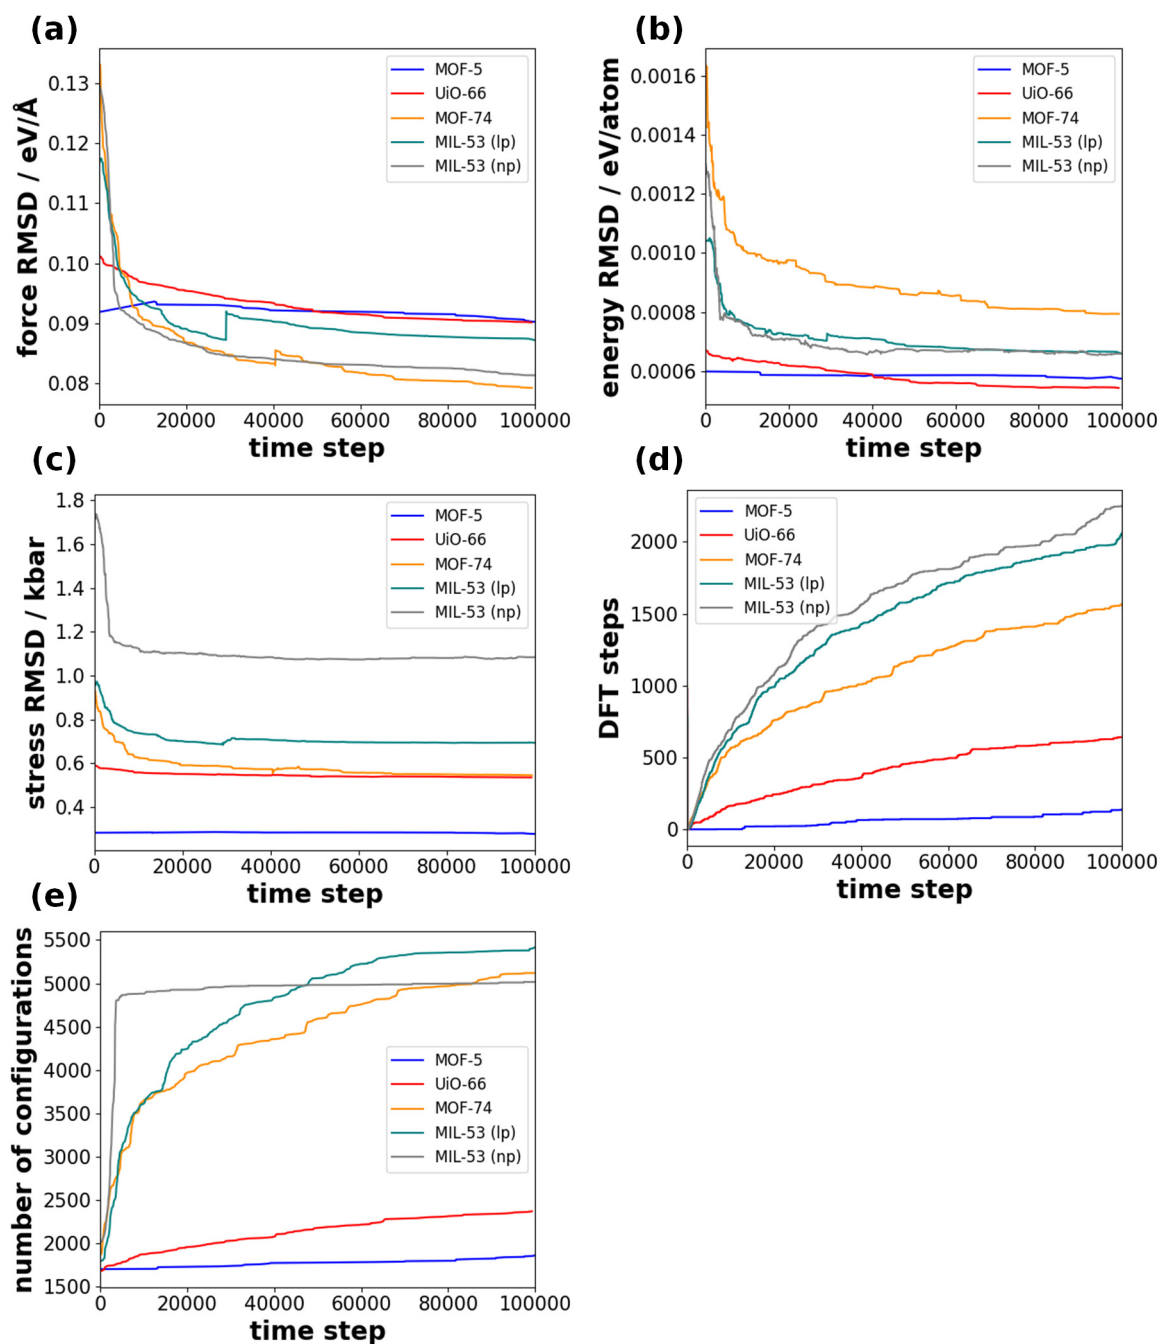 (a)
force RMSD / eV/Å
0.13
0.12
0.11
0.10
0.09
0.08
MOF-5
UiO-66
MOF-74
MIL-53 (lp)
MIL-53 (np)
0 20000 40000 60000 80000 100000
time step
(b)
energy RMSD / eV/atom
0.0016
0.0014
0.0012
0.0010
0.0008
0.0006
MOF-5
UiO-66
MOF-74
MIL-53 (lp)
MIL-53 (np)
0 20000 40000 60000 80000 100000
time step
(c)
stress RMSD / kbar
1.8
1.6
1.4
1.2
1.0
0.8
0.6
0.4
MOF-5
UiO-66
MOF-74
MIL-53 (lp)
MIL-53 (np)
0 20000 40000 60000 80000 100000
time step
(d)
DFT steps
2000
1500
1000
500
0
MOF-5
UiO-66
MOF-74
MIL-53 (lp)
MIL-53 (np)
0 20000 40000 60000 80000 100000
time step
(e)
number of configurations
5500
5000
4500
4000
3500
3000
2500
2000
1500
MOF-5
UiO-66
MOF-74
MIL-53 (lp)
MIL-53 (np)
0 20000 40000 60000 80000 100000
time step